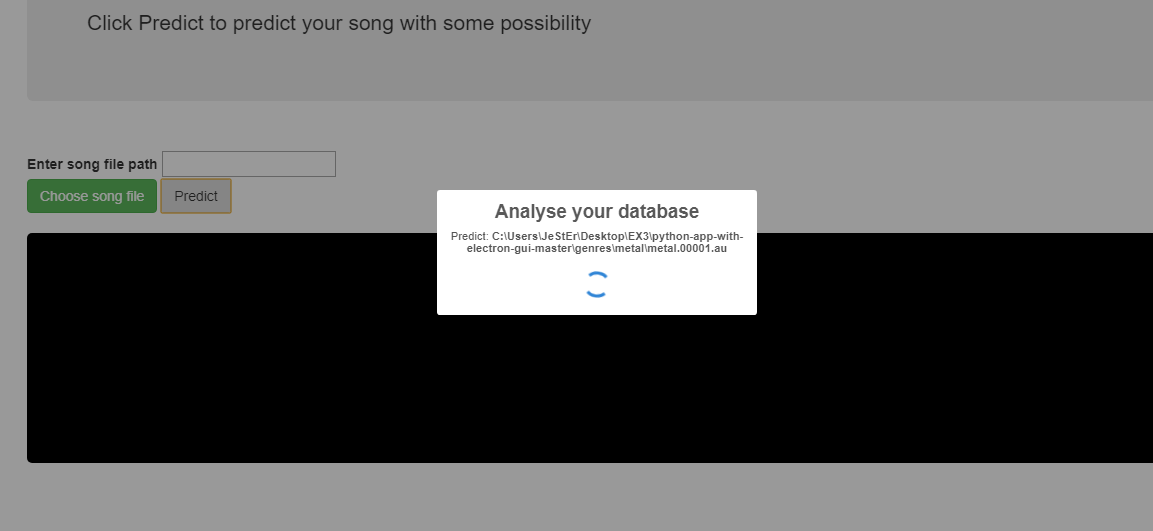 Click Predict to predict your song with some possibility
Enter song file path
Choose song file Predict
Analyse your database
Predict: C:\Users\JeStEr\Desktop\EX3\python-app-with-
electron-gui-master\genres\metal\metal.00001.au